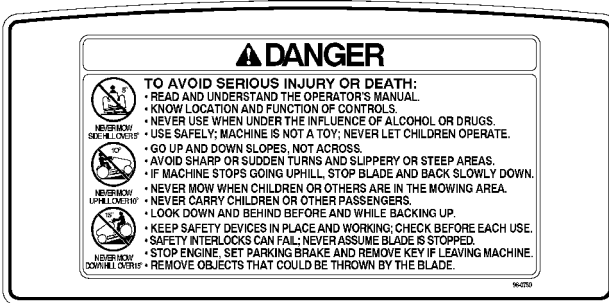 DANGER
TO AVOID SERIOUS INJURY OR DEATH:
• READ AND UNDERSTAND THE OPERATOR'S MANUAL.
• KNOW LOCATION AND FUNCTION OF CONTROLS.
• NEVER USE WHEN UNDER THE INFLUENCE OF ALCOHOL OR DRUGS.
• USE SAFELY; MACHINE IS NOT A TOY; NEVER LET CHILDREN OPERATE.
• GO UP AND DOWN SLOPES, NOT ACROSS.
• AVOID SHARP OR SUDDEN TURNS AND SLIPPERY OR STEEP AREAS.
• IF MACHINE STOPS GOING UPHILL, STOP BLADE AND BACK SLOWLY DOWN.
• NEVER MOW WHEN CHILDREN OR OTHERS ARE IN THE MOWING AREA.
• NEVER CARRY CHILDREN OR OTHER PASSENGERS.
• LOOK DOWN AND BEHIND BEFORE AND WHILE BACKING UP.
• KEEP SAFETY DEVICES IN PLACE AND WORKING; CHECK BEFORE EACH USE.
• SAFETY INTERLOCKS CAN FAIL; NEVER ASSUME BLADE IS STOPPED.
• STOP ENGINE, SET PARKING BRAKE AND REMOVE KEY IF LEAVING MACHINE.
• REMOVE OBJECTS THAT COULD BE THROWN BY THE BLADE.
5°
NEVER MOW
SIDE HILL OVER 5°
10°
NEVER MOW
UPHILL OVER 10°
15°
NEVER MOW
DOWNHILL OVER 15°